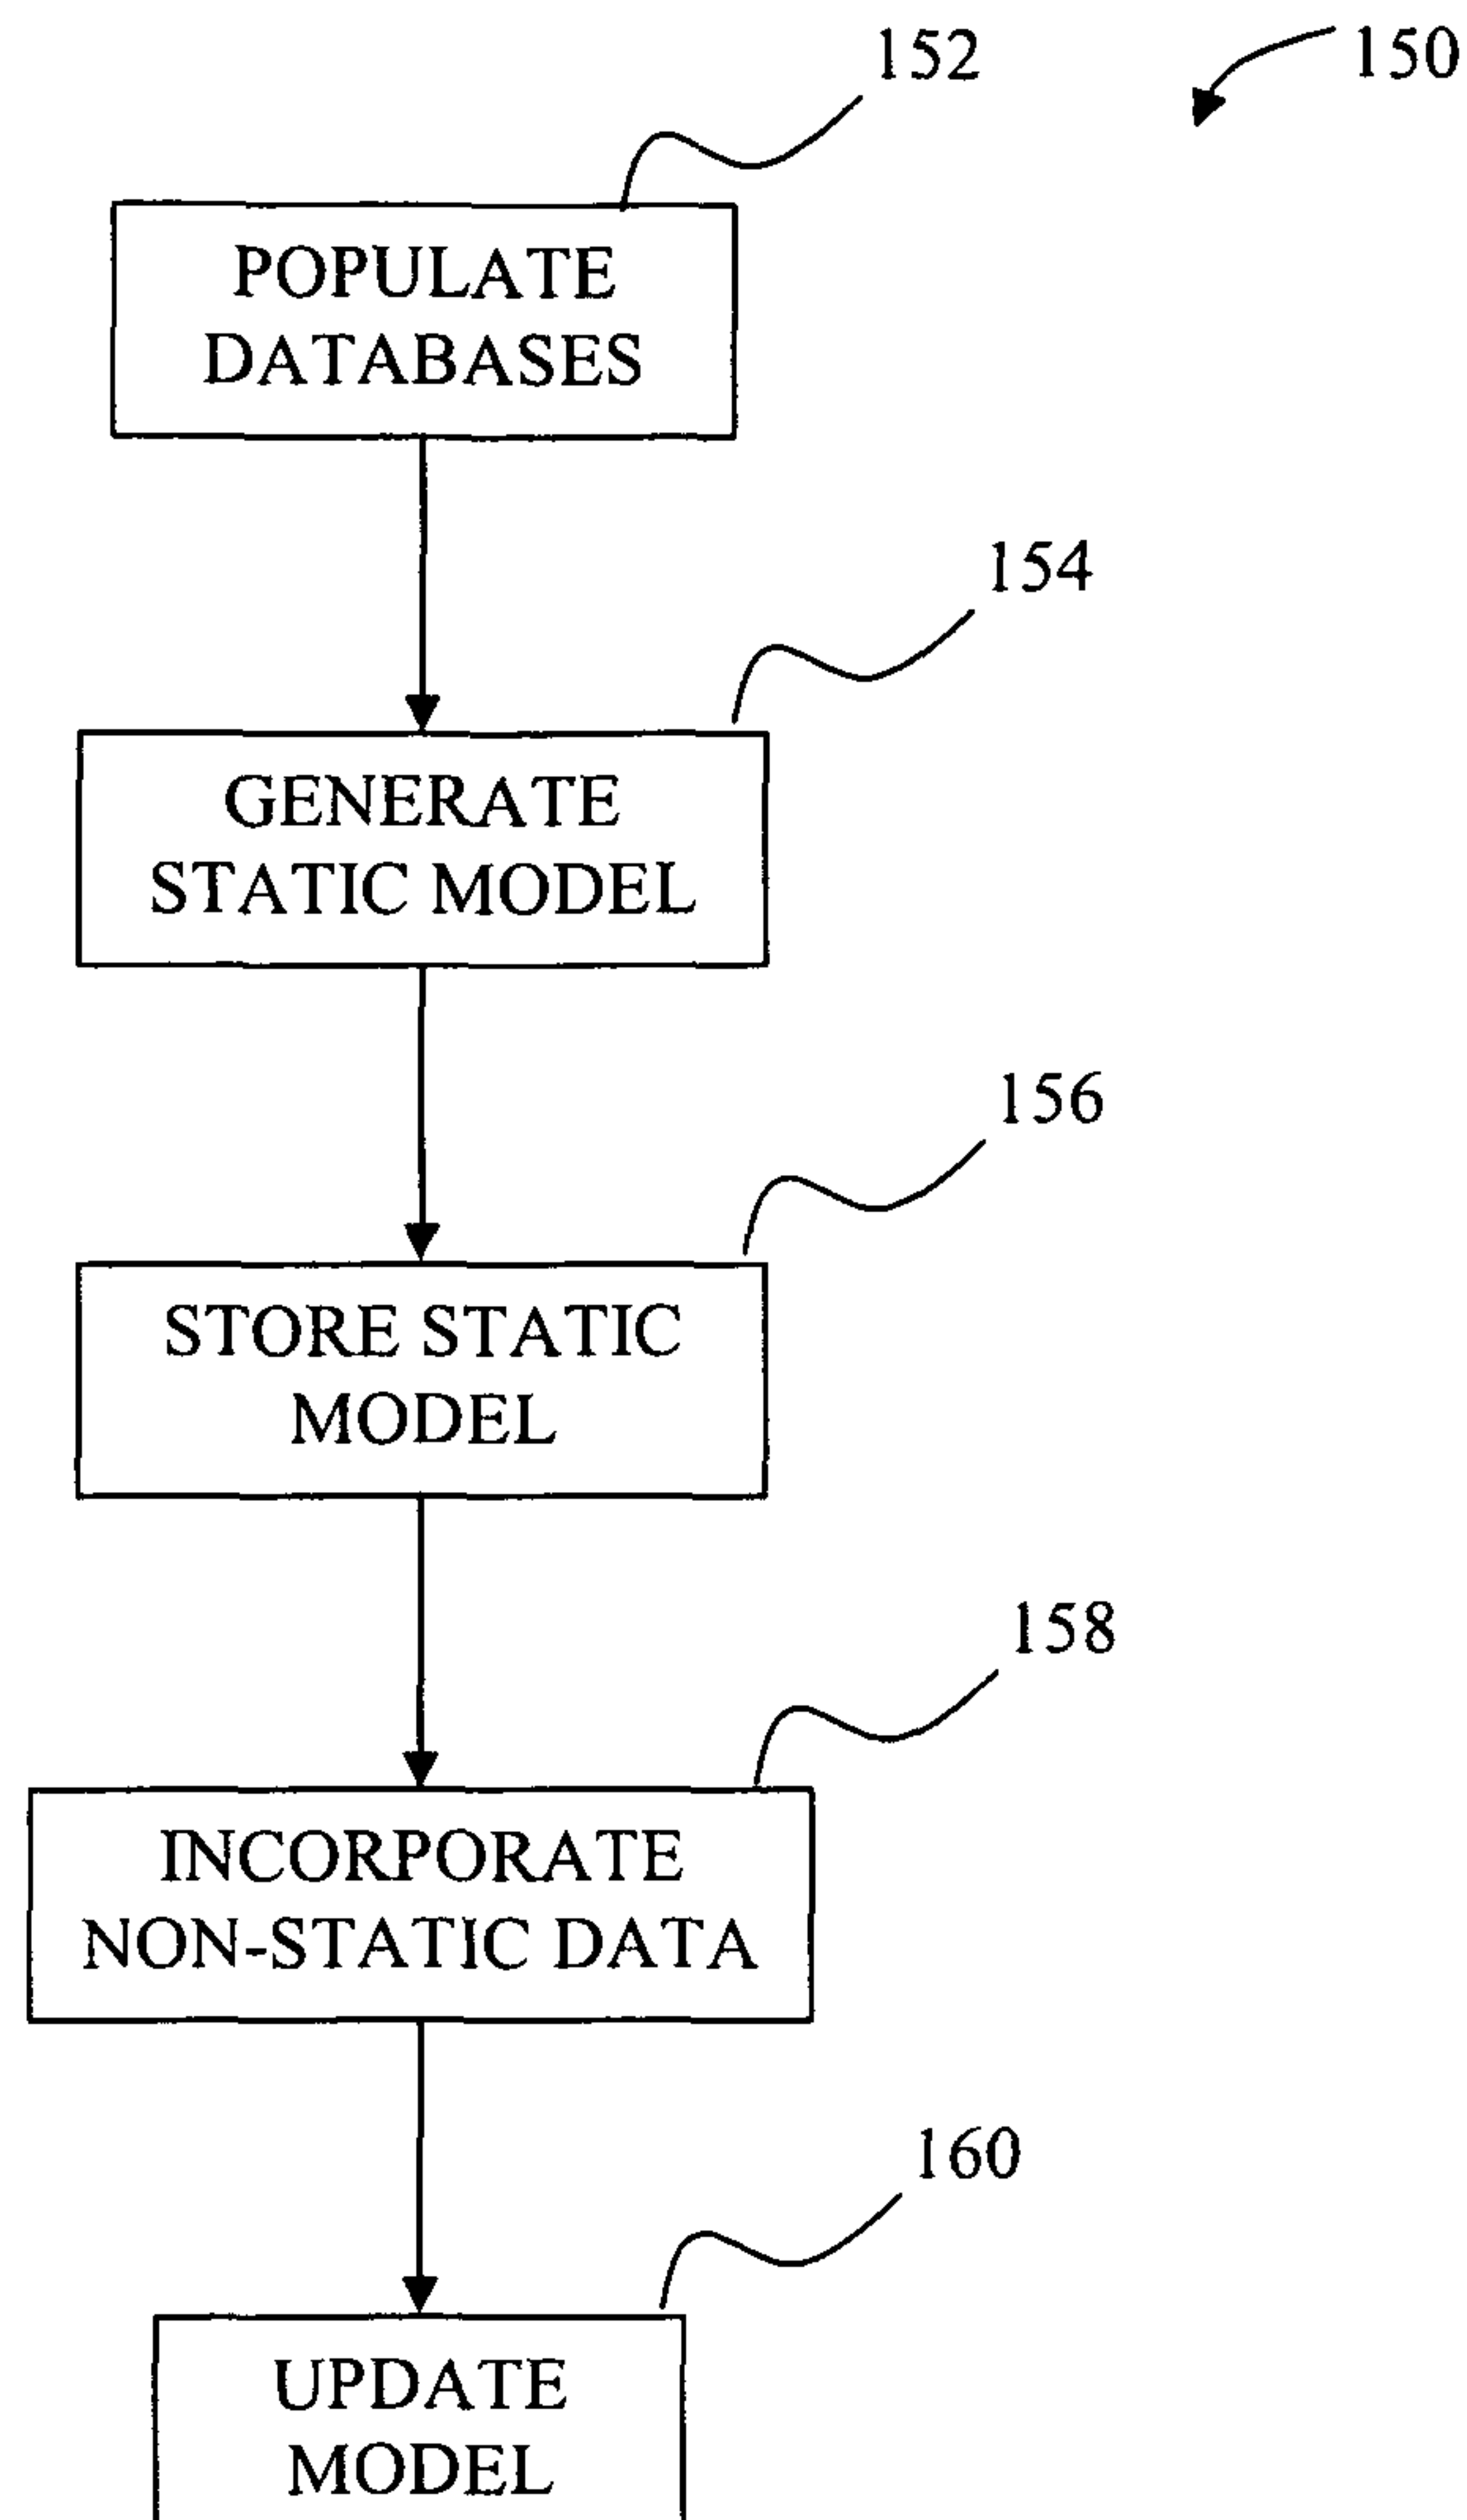 150
152
POPULATE
DATABASES
154
GENERATE
STATIC MODEL
156
STORE STATIC
MODEL
158
INCORPORATE
NON-STATIC DATA
160
UPDATE
MODEL